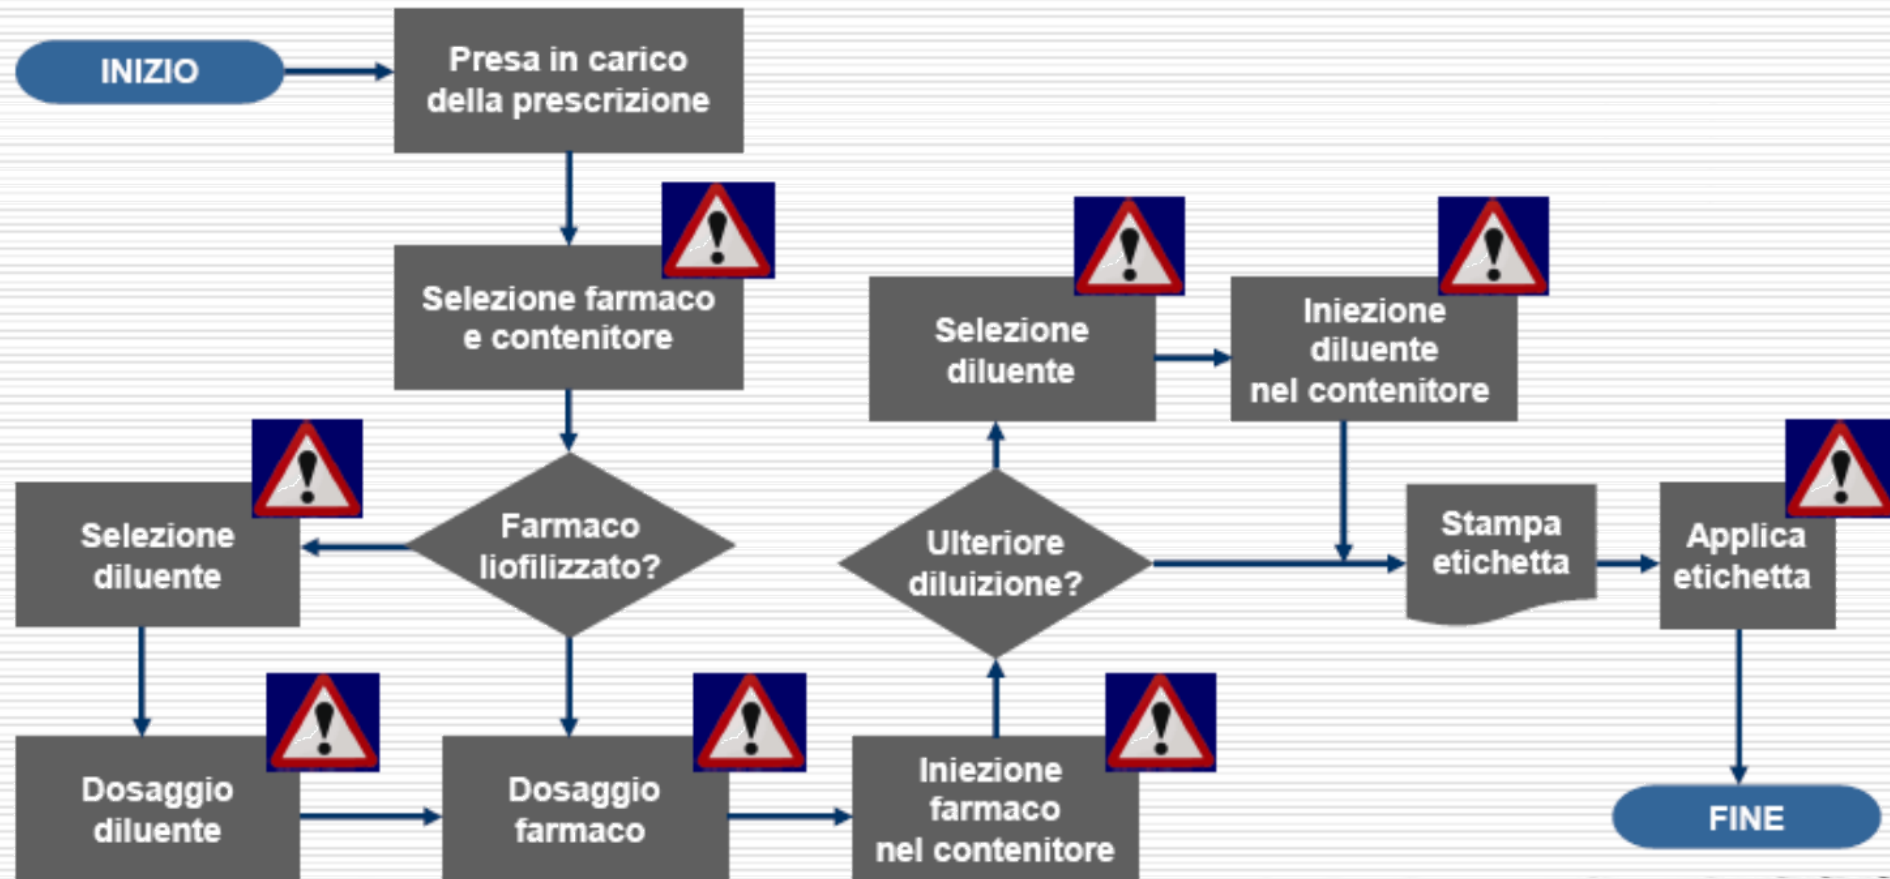 INIZIO
Presa in carico
della prescrizione
Selezione farmaco
e contenitore
Farmaco
liofilizzato?
Selezione
diluente
Dosaggio
diluente
Dosaggio
farmaco
Iniezione
farmaco
nel contenitore
Ulteriore
diluizione?
Selezione
diluente
Iniezione
diluente
nel contenitore
Stampa
etichetta
Applica
etichetta
FINE